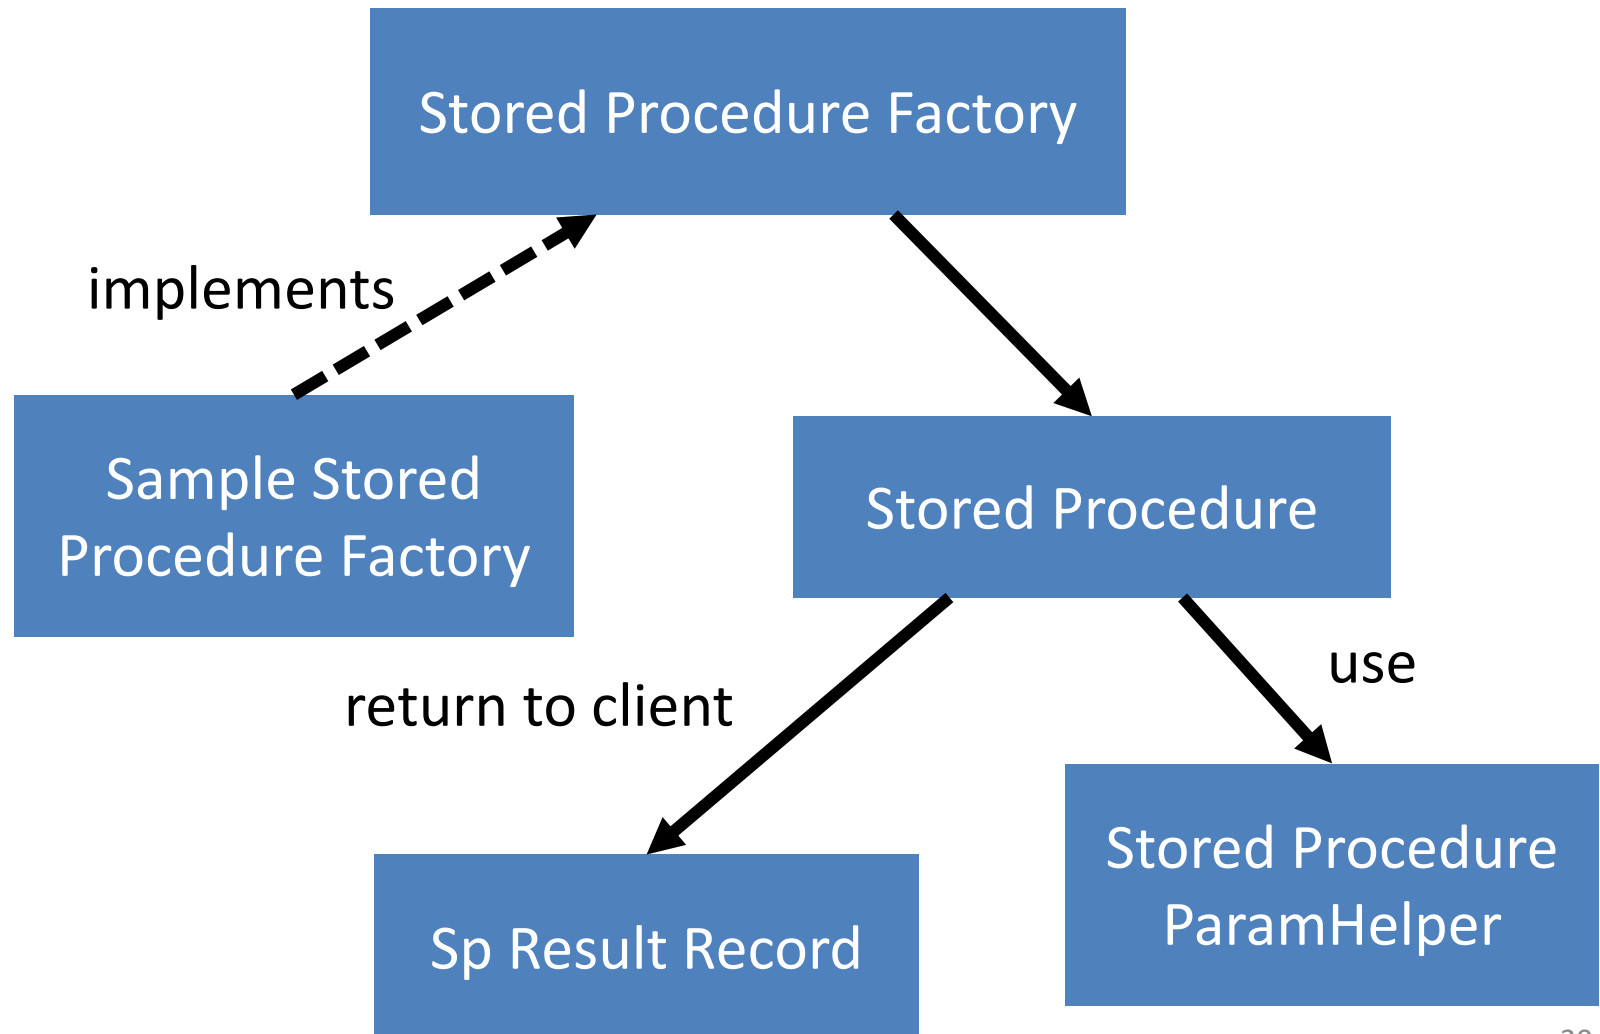 Stored Procedure Factory
implements
Sample Stored
Procedure Factory
Stored Procedure
use
return to client
Stored Procedure
ParamHelper
Sp Result Record